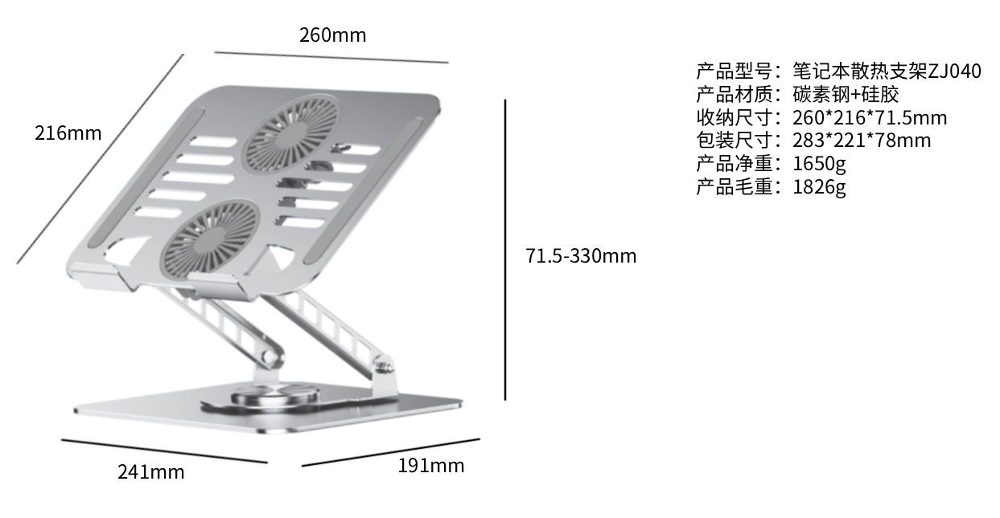 260mm
216mm
71.5-330mm
241mm
191mm
产品型号：笔记本散热支架ZJ040
产品材质：碳素钢+硅胶
收纳尺寸：260*216*71.5mm
包装尺寸：283*221*78mm
产品净重：1650g
产品毛重：1826g